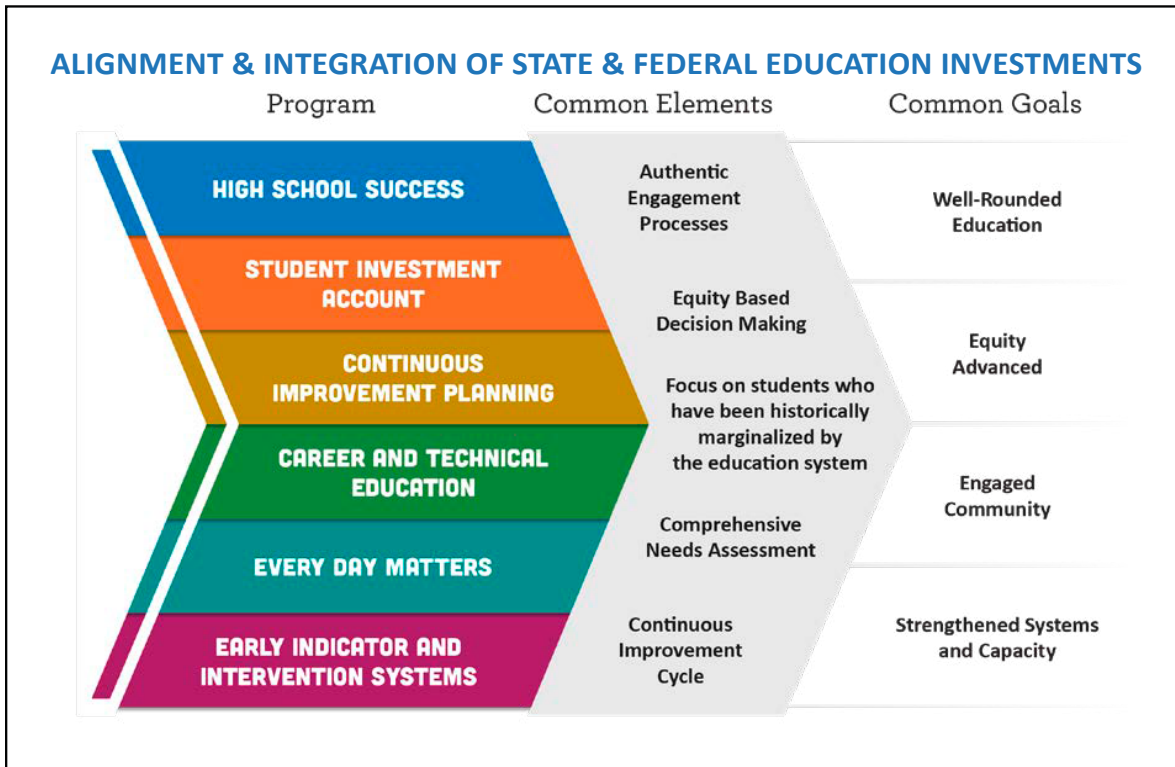 ALIGNMENT & INTEGRATION OF STATE & FEDERAL EDUCATION INVESTMENTS
Program
Common Elements
Common Goals
HIGH SCHOOL SUCCESS
STUDENT INVESTMENT
ACCOUNT
CONTINUOUS
IMPROVEMENT PLANNING
CAREER AND TECHNICAL
EDUCATION
EVERY DAY MATTERS
EARLY INDICATOR AND
INTERVENTION SYSTEMS
Authentic
Engagement
Processes
Equity Based
Decision Making
Focus on students who
have been historically
marginalized by
the education system
Comprehensive
Needs Assessment
Continuous
Improvement
Cycle
Well-Rounded
Education
Equity
Advanced
Engaged
Community
Strengthened Systems
and Capacity